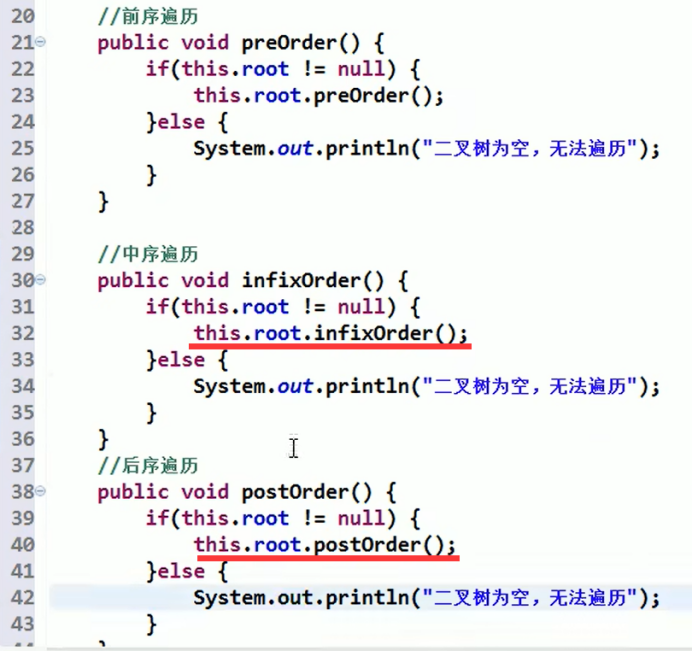 20 //前序遍历
21 public void preOrder() {
22 if(this.root != null) {
23 this.root.preOrder();
24 }else {
25 System.out.println("二叉树为空，无法遍历");
26 }
27 }
28
29 //中序遍历
30 public void infixOrder() {
31 if(this.root != null) {
32 this.root.infixOrder();
33 }else {
34 System.out.println("二叉树为空，无法遍历");
35 }
36 }
37 //后序遍历
38 public void postOrder() {
39 if(this.root != null) {
40 this.root.postOrder();
41 }else {
42 System.out.println("二叉树为空，无法遍历");
43 }